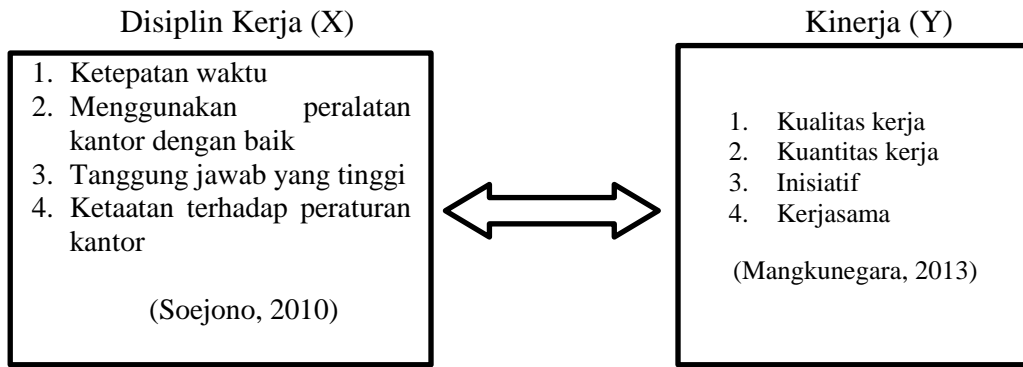 Disiplin Kerja (X)
1. Ketepatan waktu
2. Menggunakan peralatan
kantor dengan baik
3. Tanggung jawab yang tinggi
4. Ketaatan terhadap peraturan
kantor
(Soejono, 2010)
Kinerja (Y)
1. Kualitas kerja
2. Kuantitas kerja
3. Inisiatif
4. Kerjasama
(Mangkunegara, 2013)